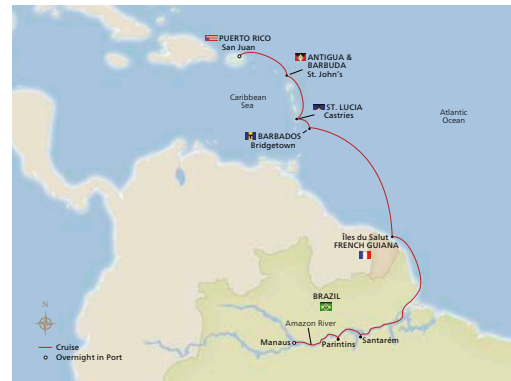 PUERTO RICO
San Juan
ANTIGUA &
BARBUDA
St. John's
Caribbean
Sea
ST. LUCIA
Castries
Atlantic
Ocean
BARBADOS
Bridgetown
Îles du Salut
FRENCH GUIANA
BRAZIL
N
Amazon River
Manaus
Parintins
Santarém
Cruise
Overnight in Port